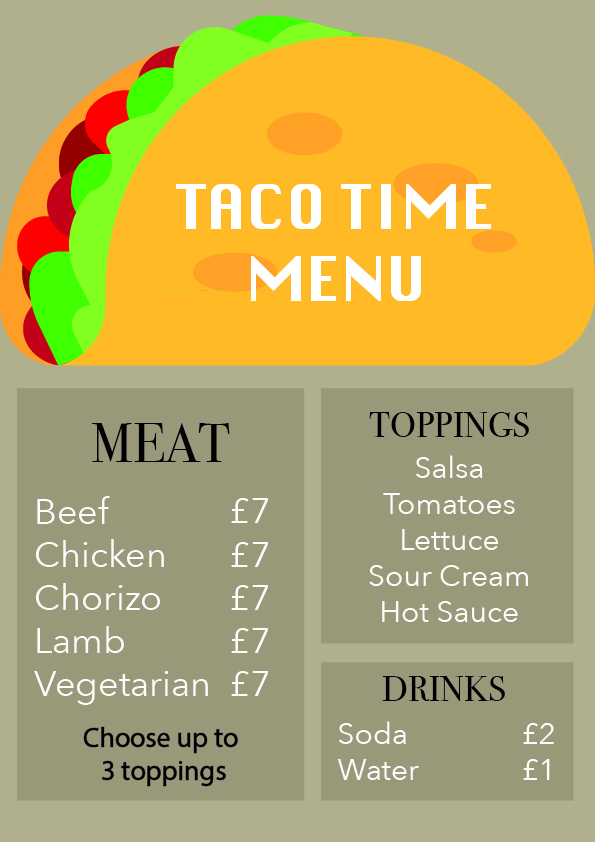 TACO TIME
MENU
MEAT
Beef £7
Chicken £7
Chorizo £7
Lamb £7
Vegetarian £7
Choose up to
3 toppings
TOPPINGS
Salsa
Tomatoes
Lettuce
Sour Cream
Hot Sauce
DRINKS
Soda £2
Water £1